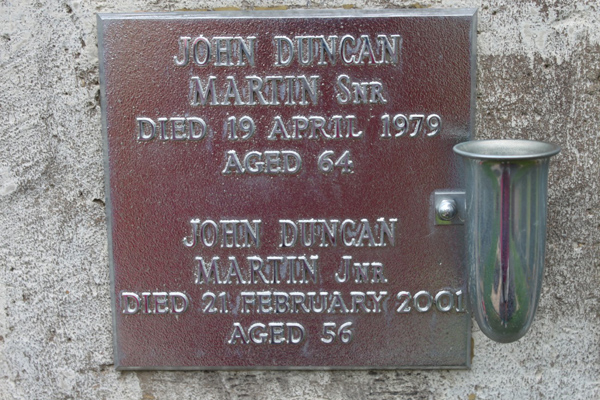 JOHN DUNCAN
MARTIN SNR
DIED 19 APRIL 1979
AGED 64
JOHN DUNCAN
MARTIN JNR
DIED 21 FEBRUARY 2001
AGED 56